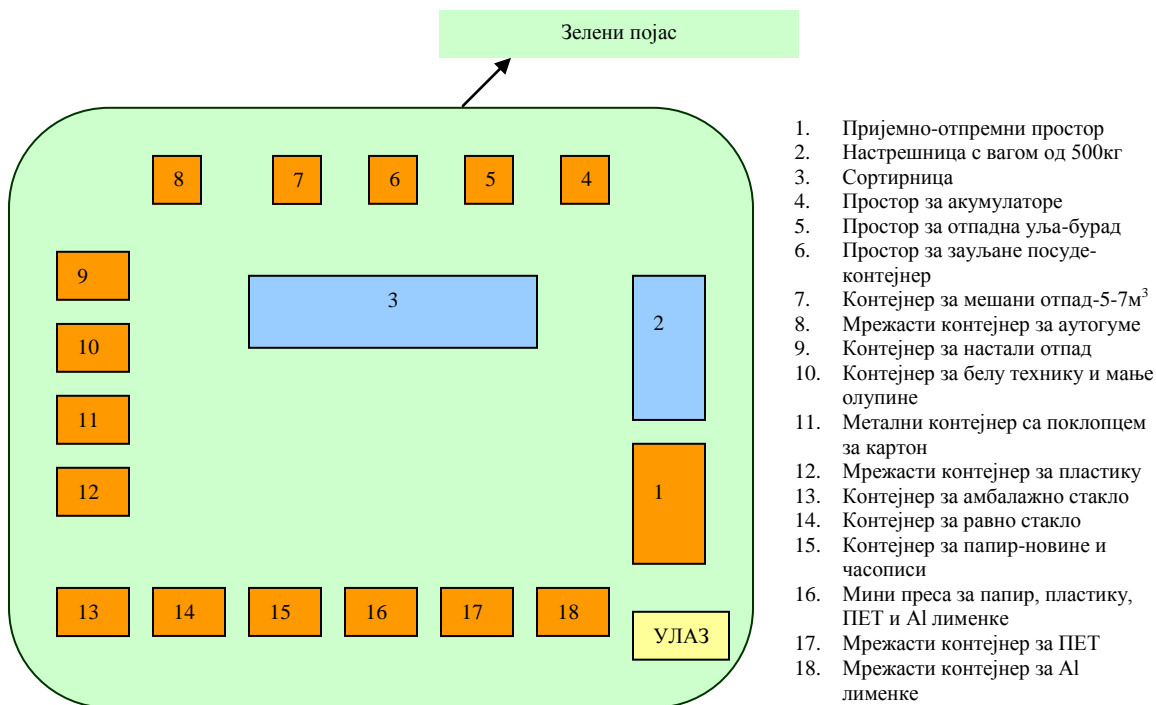 Зелени појас
8
7
6
5
4
9
3
2
10
11
12
1
13
14
15
16
17
18
УЛАЗ
1. Пријемно-отпремни простор
2. Настрешница с вагом од 500кг
3. Сортирница
4. Простор за акумулаторе
5. Простор за отпадна уља-бурад
6. Простор за зауљане посуде-
контејнер
7. Контејнер за мешани отпад-5-7м³
8. Мрежасти контејнер за аутогуме
9. Контејнер за настали отпад
10. Контејнер за белу технику и мање
олупине
11. Метални контејнер са поклопцем
за картон
12. Мрежасти контејнер за пластику
13. Контејнер за амбалажно стакло
14. Контејнер за равно стакло
15. Контејнер за папир-новине и
часописи
16. Мини преса за папир, пластику,
ПЕТ и Al лименке
17. Мрежасти контејнер за ПЕТ
18. Мрежасти контејнер за Al
лименке